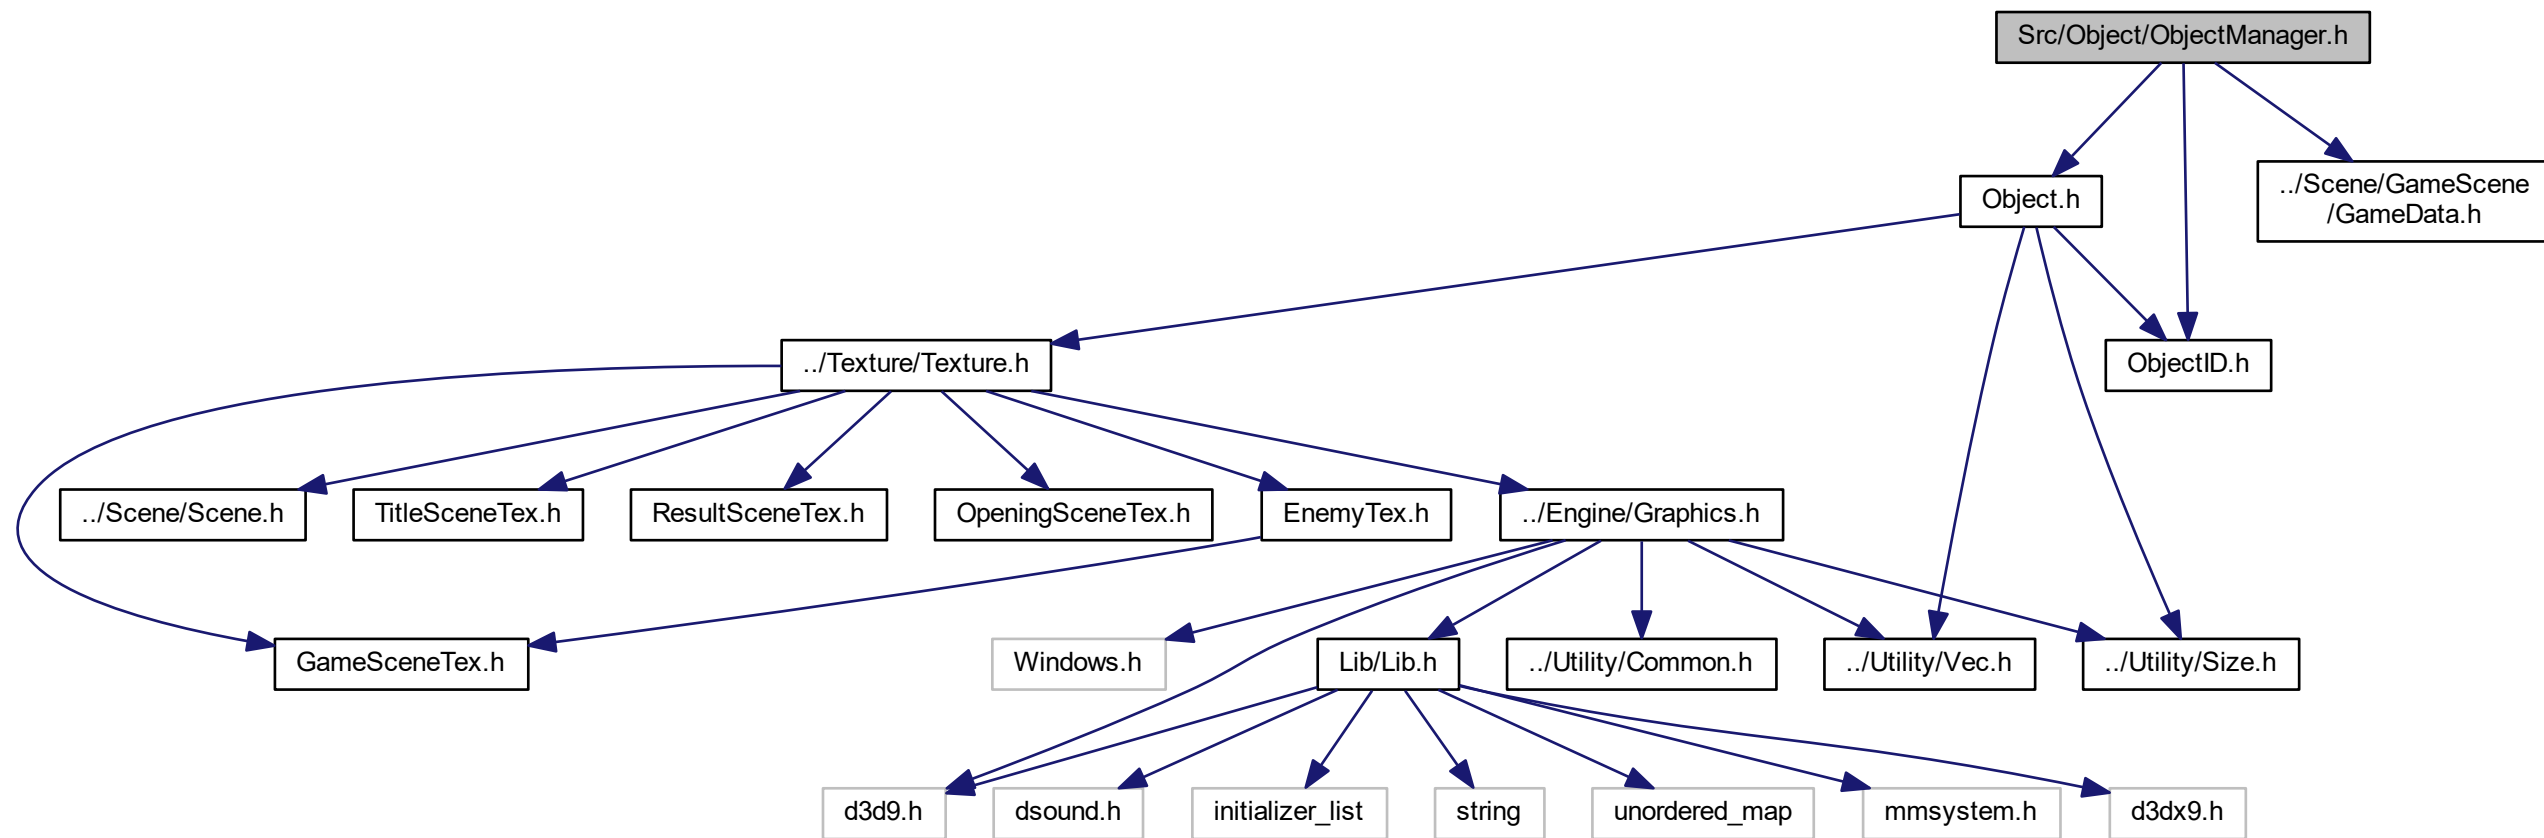 Src/Object/ObjectManager.h
Object.h
../Scene/GameScene
/GameData.h
../Texture/Texture.h
ObjectID.h
../Scene/Scene.h
TitleSceneTex.h
ResultSceneTex.h
OpeningSceneTex.h
EnemyTex.h
../Engine/Graphics.h
GameSceneTex.h
Windows.h
Lib/Lib.h
../Utility/Common.h
../Utility/Vec.h
../Utility/Size.h
d3d9.h
dsound.h
initializer_list
string
unordered_map
mmsystem.h
d3dx9.h